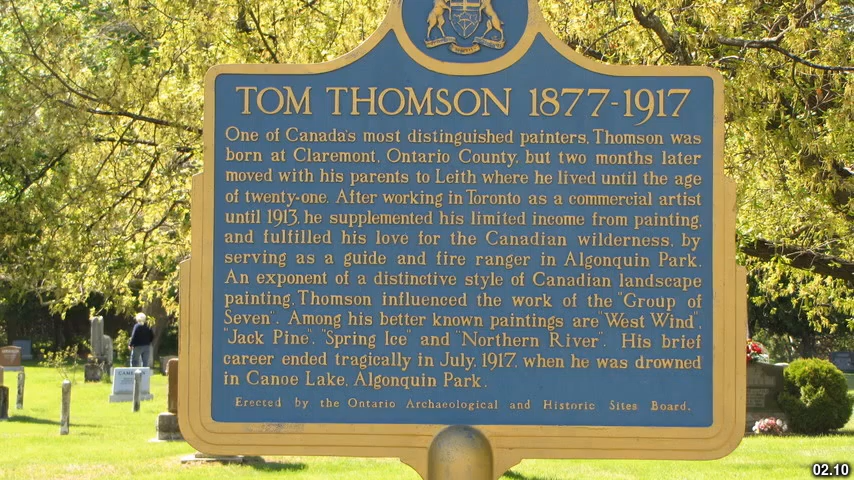 TOM THOMSON 1877-1917
One of Canada's most distinguished painters, Thomson was
born at Claremont, Ontario County, but two months later
moved with his parents to Leith where he lived until the age
of twenty-one. After working in Toronto as a commercial artist
until 1913, he supplemented his limited income from painting,
and fulfilled his love for the Canadian wilderness, by
serving as a guide and fire ranger in Algonquin Park.
An exponent of a distinctive style of Canadian landscape
painting, Thomson influenced the work of the "Group of
Seven". Among his better known paintings are "West Wind",
"Jack Pine", "Spring Ice" and "Northern River". His brief
career ended tragically in July, 1917, when he was drowned
in Canoe Lake, Algonquin Park.
Erected by the Ontario Archaeological and Historic Sites Board.
02.10